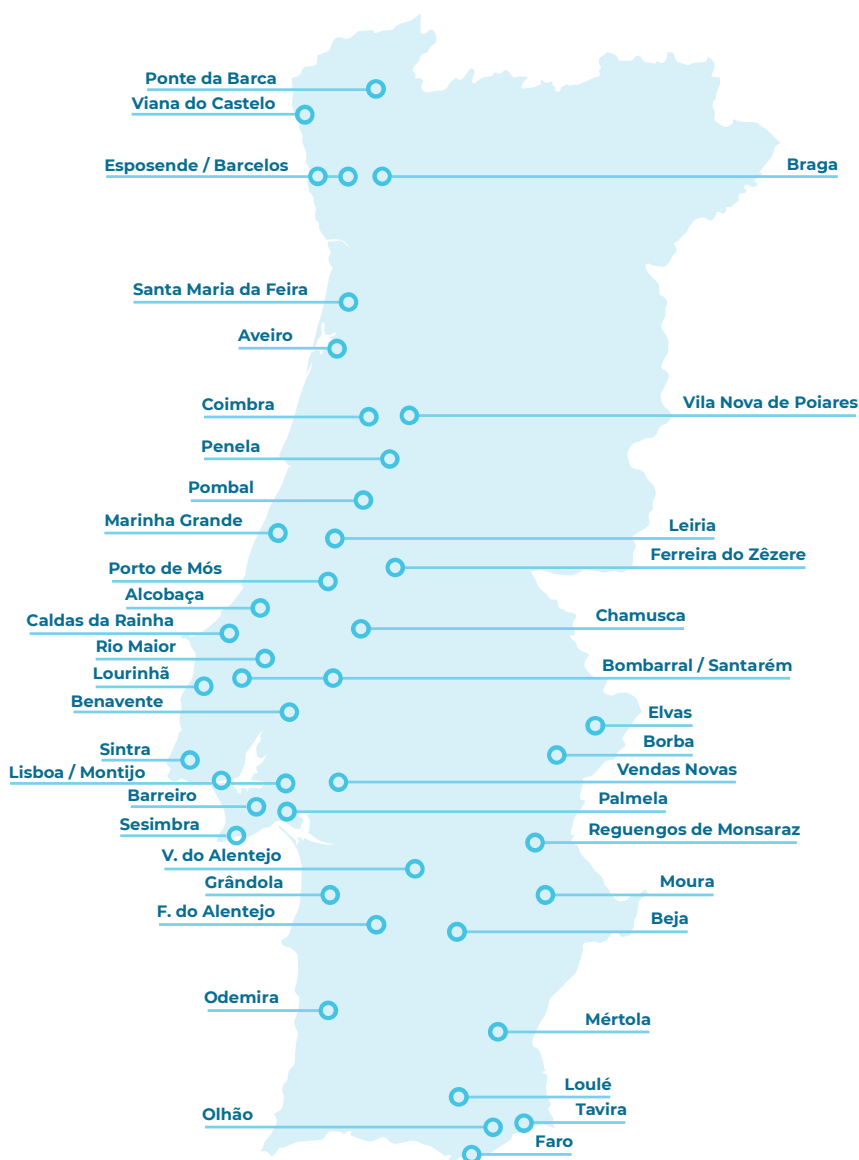 Ponte da Barca
Viana do Castelo
Esposende / Barcelos
Braga
Santa Maria da Feira
Aveiro
Coimbra
Vila Nova de Poiares
Penela
Pombal
Marinha Grande
Leiria
Ferreira do Zêzere
Porto de Mós
Alcobaça
Caldas da Rainha
Chamusca
Rio Maior
Lourinhã
Bombarral / Santarém
Benavente
Elvas
Borba
Sintra
Lisboa / Montijo
Vendas Novas
Barreiro
Palmela
Sesimbra
Reguengos de Monsaraz
V. do Alentejo
Grândola
Moura
F. do Alentejo
Beja
Odemira
Mértola
Loulé
Tavira
Olhão
Faro